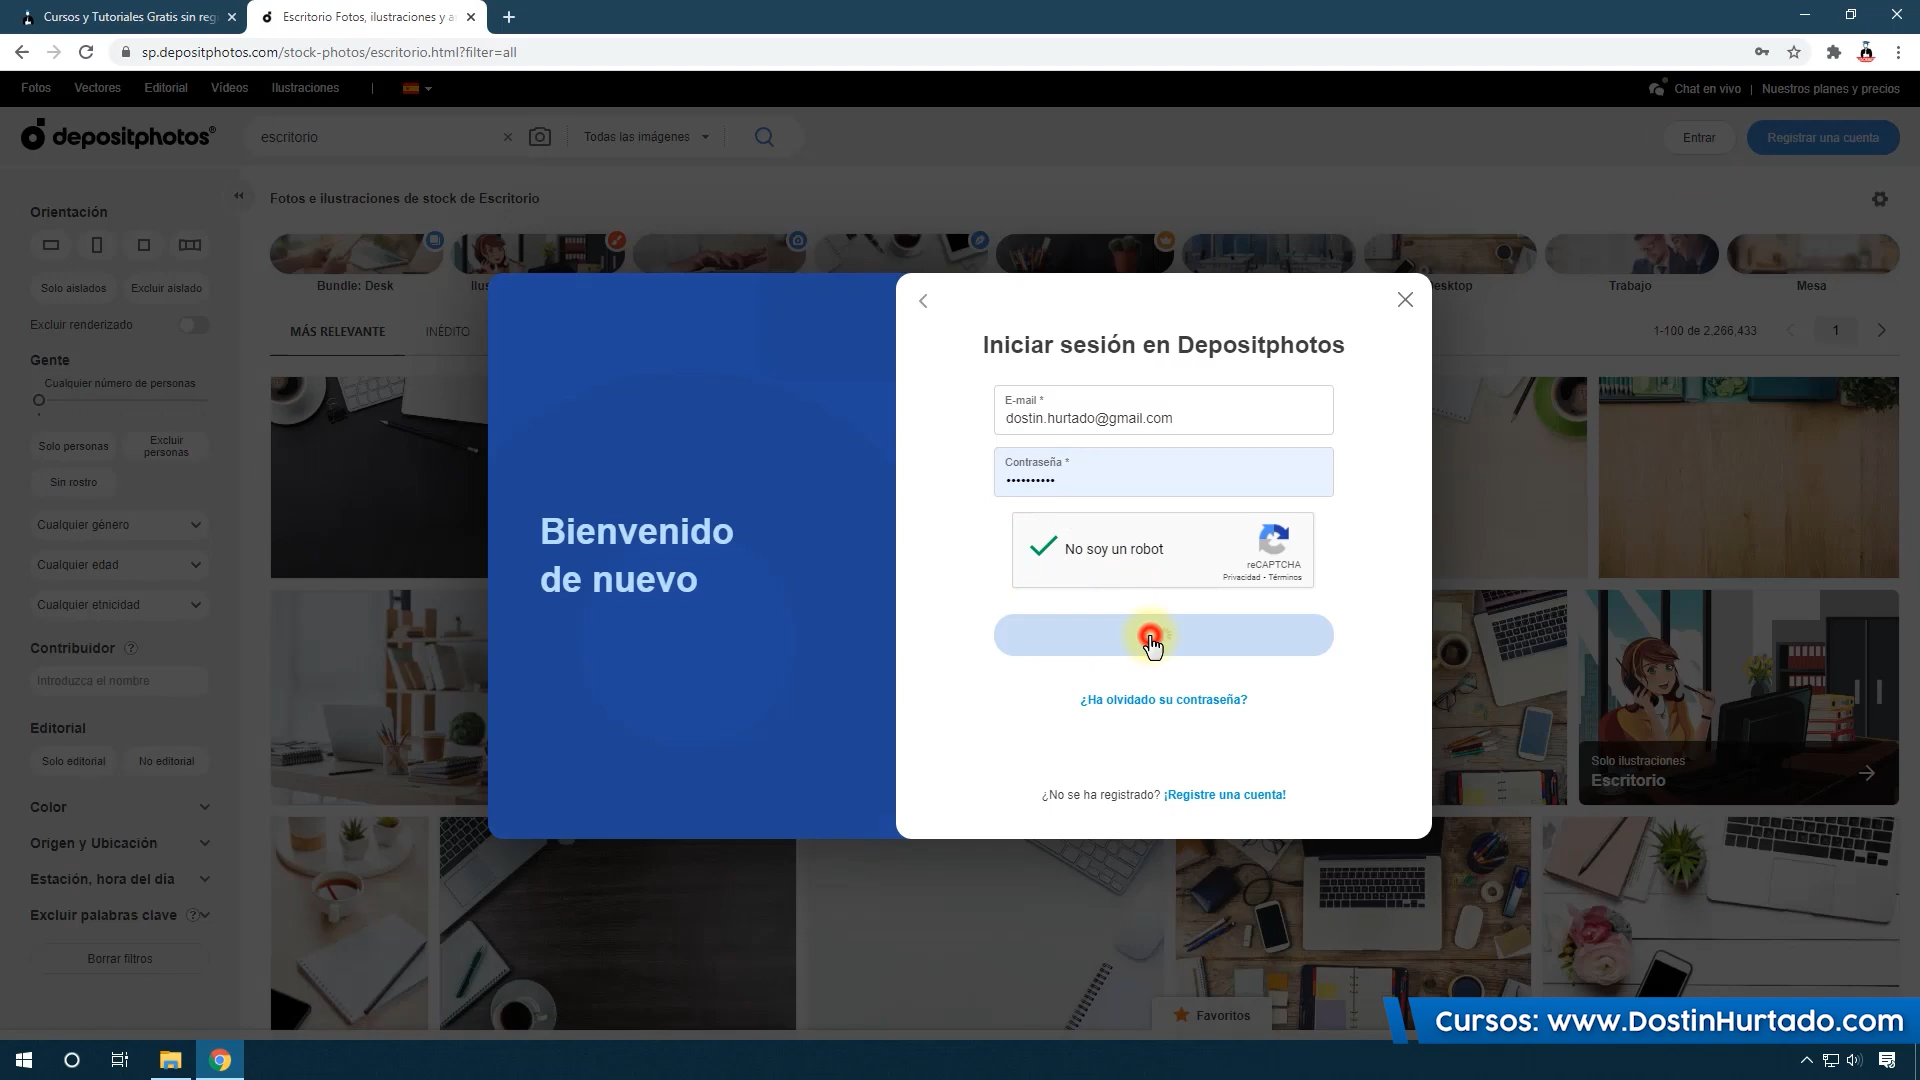 Cursos y Tutoriales Gratis sin reg
Escritorio Fotos, ilustraciones y a
sp.depositphotos.com/stock-photos/escritorio.html?filter=all
Fotos
Vectores
Editorial
Vídeos
Ilustraciones
|
Chat en vivo | Nuestros planes y precios
depositphotos®
escritorio
Todas las imágenes
Entrar
Registrar una cuenta
Orientación
Solo aislados
Excluir aislado
Excluir renderizado
Gente
Cualquier número de personas
Solo personas
Excluir
personas
Sin rostro
Cualquier género
Cualquier edad
Cualquier etnicidad
Contribuidor ?
Introduzca el nombre
Editorial
Solo editorial
No editorial
Color
Origen y Ubicación
Estación, hora del día
Excluir palabras clave ?
Borrar filtros
Fotos e ilustraciones de stock de Escritorio
Bundle: Desk
Ilus
esktop
Trabajo
Mesa
MÁS RELEVANTE
INÉDITO
1-100 de 2,266,433
1
Bienvenido
de nuevo
Iniciar sesión en Depositphotos
E-mail *
dostin.hurtado@gmail.com
Contraseña *
••••••••••
No soy un robot
reCAPTCHA
Privacidad - Términos
¿Ha olvidado su contraseña?
¿No se ha registrado? ¡Registre una cuenta!
Solo ilustraciones
Escritorio
Favoritos
Cursos: www.DostinHurtado.com